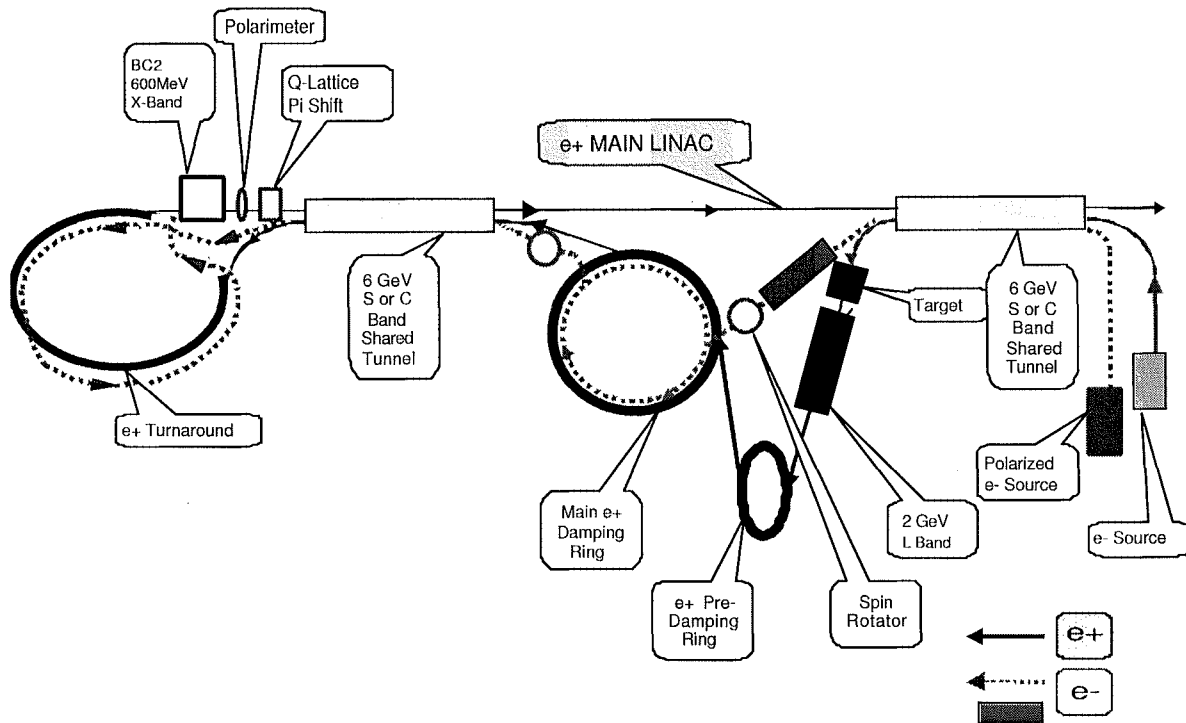 Polarimeter
BC2
600MeV
X-Band
Q-Lattice
Pi Shift
e+ MAIN LINAC
6 GeV
S or C
Band
Shared
Tunnel
Target
6 GeV
S or C
Band
Shared
Tunnel
e+ Turnaround
Polarized
e- Source
Main e+
Damping
Ring
2 GeV
L Band
e- Source
e+ Pre-
Damping
Ring
Spin
Rotator
e+
e-